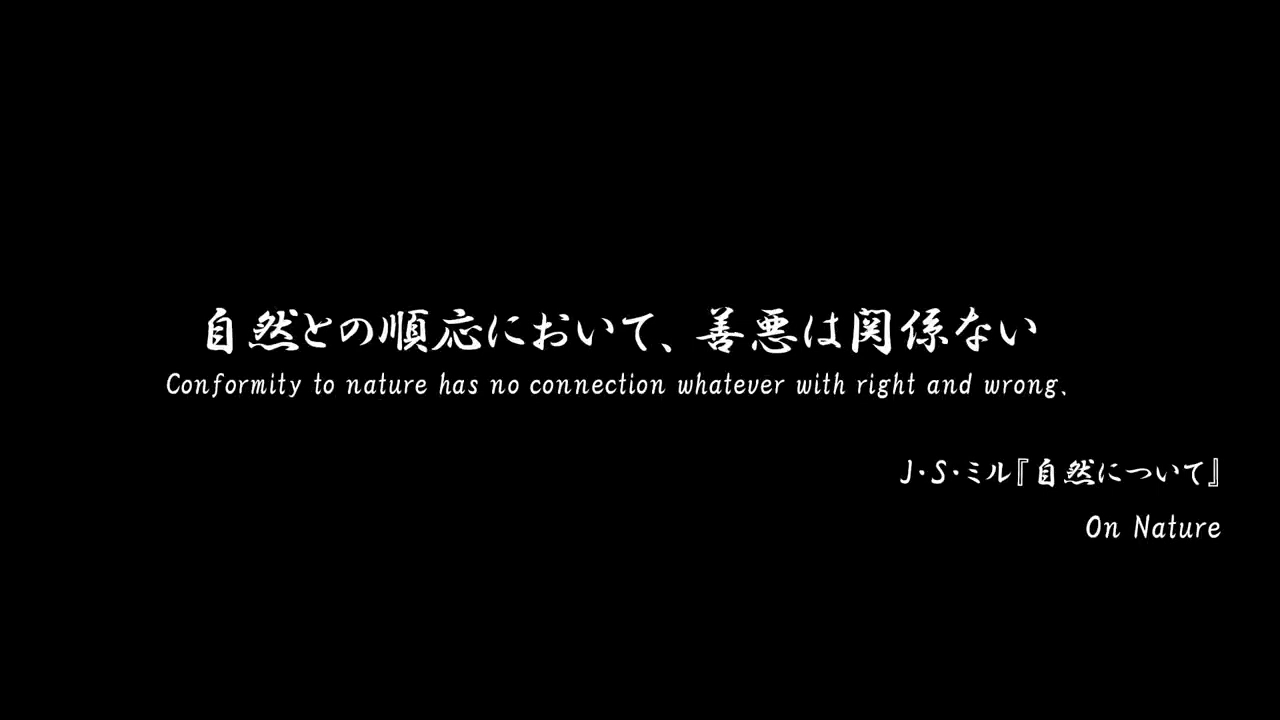 自然との順応において、善悪は関係ない
Conformity to nature has no connection whatever with right and wrong.
J・S・ミル『自然について』
On Nature